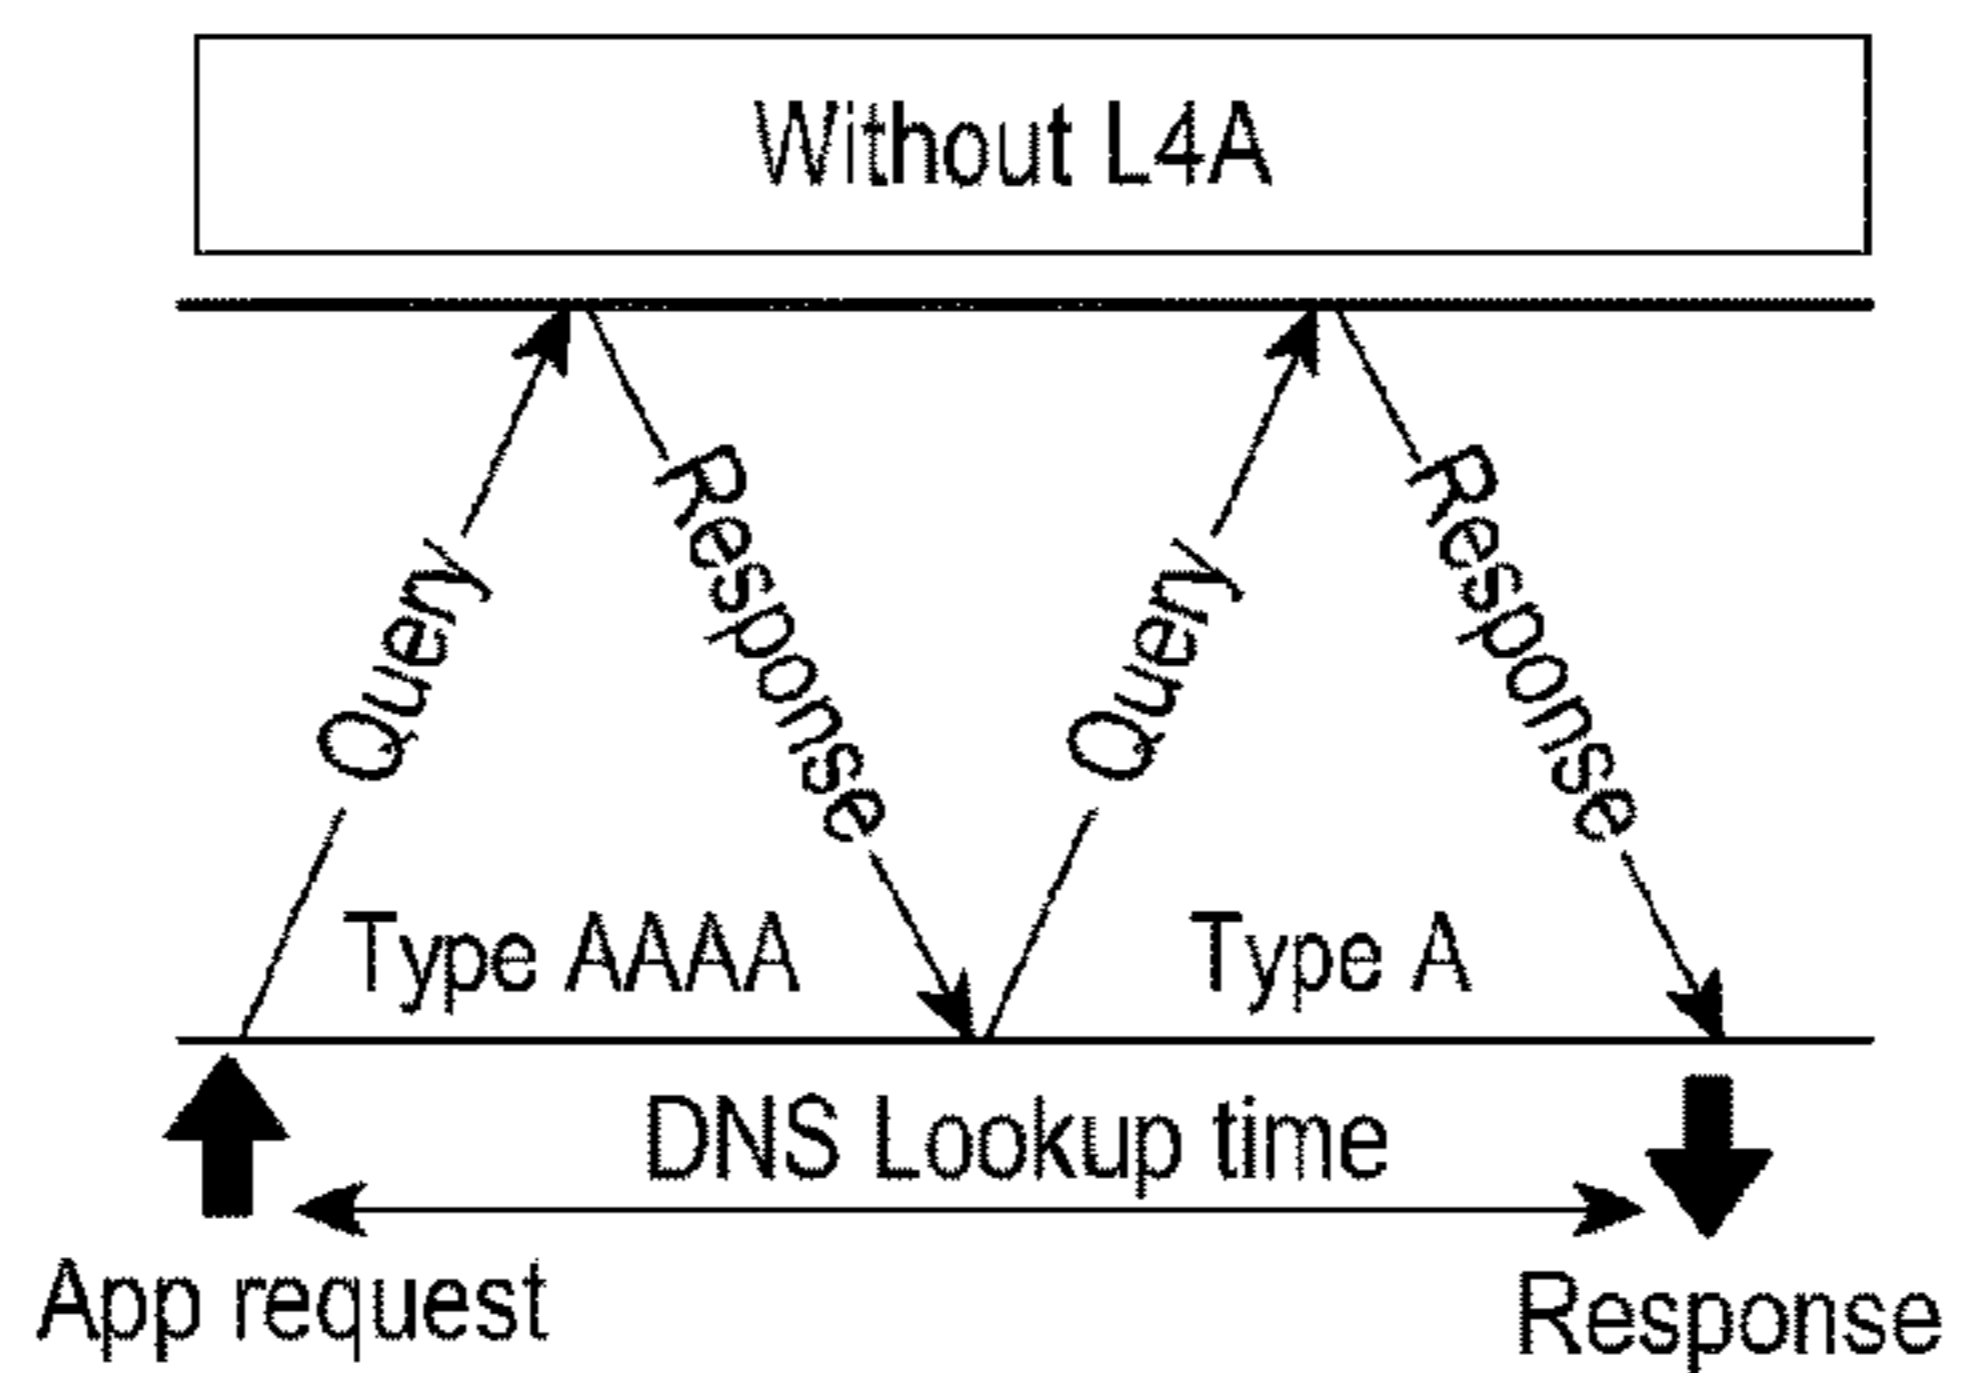 Without L4A
Query
Response
Query
Response
Type AAAA
Type A
DNS Lookup time
App request
Response